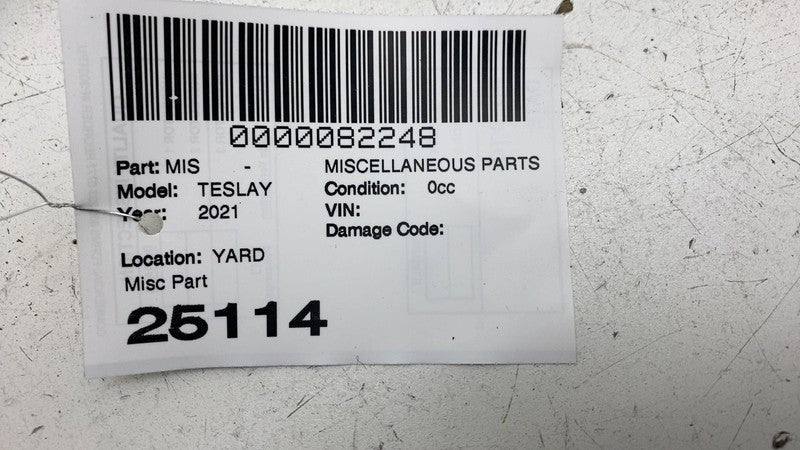 0000082248
Part: MIS - MISCELLANEOUS PARTS
Model: TESLAY Condition: 0cc
Year: 2021 VIN:
Damage Code:
Location: YARD
Misc Part
25114